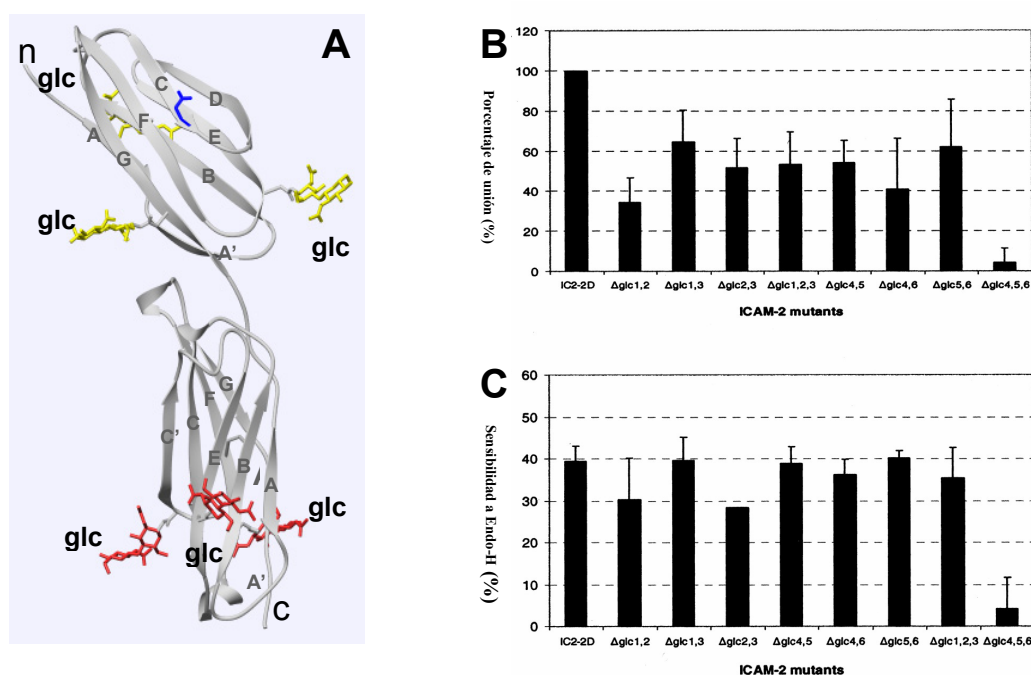 A
n
glc
C
D
F
E
A
G
B
glc
glc
A'
G
F
C
C'
E
B
A
glc
glc
glc
A'
C
B
Porcentaje de unión (%)
120
100
80
60
40
20
0
IC2-2D Δglc1,2 Δglc1,3 Δglc2,3 Δglc1,2,3 Δglc4,5 Δglc4,6 Δglc5,6 Δglc4,5,6
ICAM-2 mutants
C
Sensibilidad a Endo-H (%)
60
50
40
30
20
10
0
IC2-2D Δglc1,2 Δglc1,3 Δglc2,3 Δglc4,5 Δglc4,6 Δglc5,6 Δglc1,2,3 Δglc4,5,6
ICAM-2 mutants